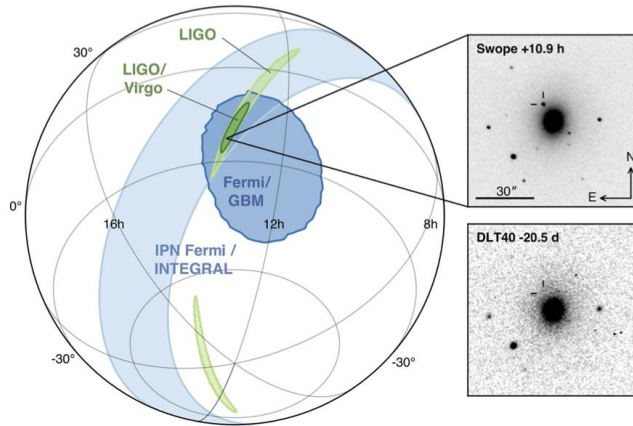 LIGO
LIGO/
Virgo
Fermi/
GBM
IPN Fermi /
INTEGRAL
30°
0°
-30°
-30°
16h
12h
8h
Swope +10.9 h
30″
N
E
DLT40 -20.5 d